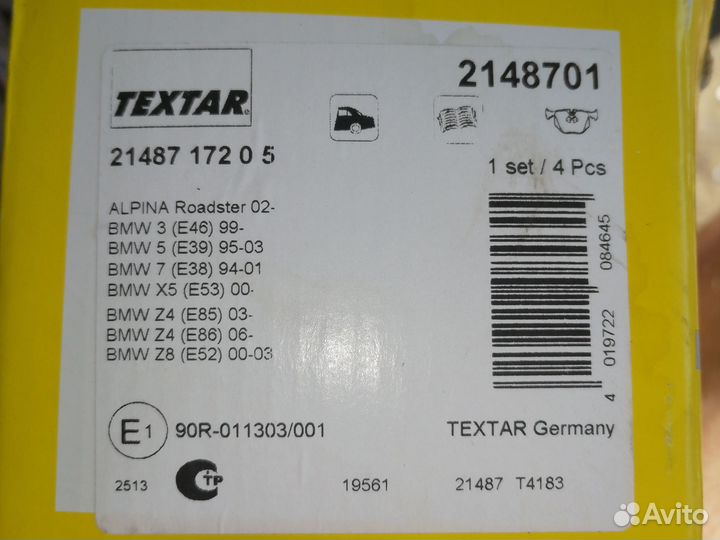 TEXTAR
2148701
21487 172 0 5
1 set / 4 Pcs
ALPINA Roadster 02-
BMW 3 (E46) 99-
BMW 5 (E39) 95-03
BMW 7 (E38) 94-01
BMW X5 (E53) 00-
BMW Z4 (E85) 03-
BMW Z4 (E86) 06-
BMW Z8 (E52) 00-03
4 019722 084645
E1 90R-011303/001
TEXTAR Germany
2513
CTP
19561
21487 T4183
Avito